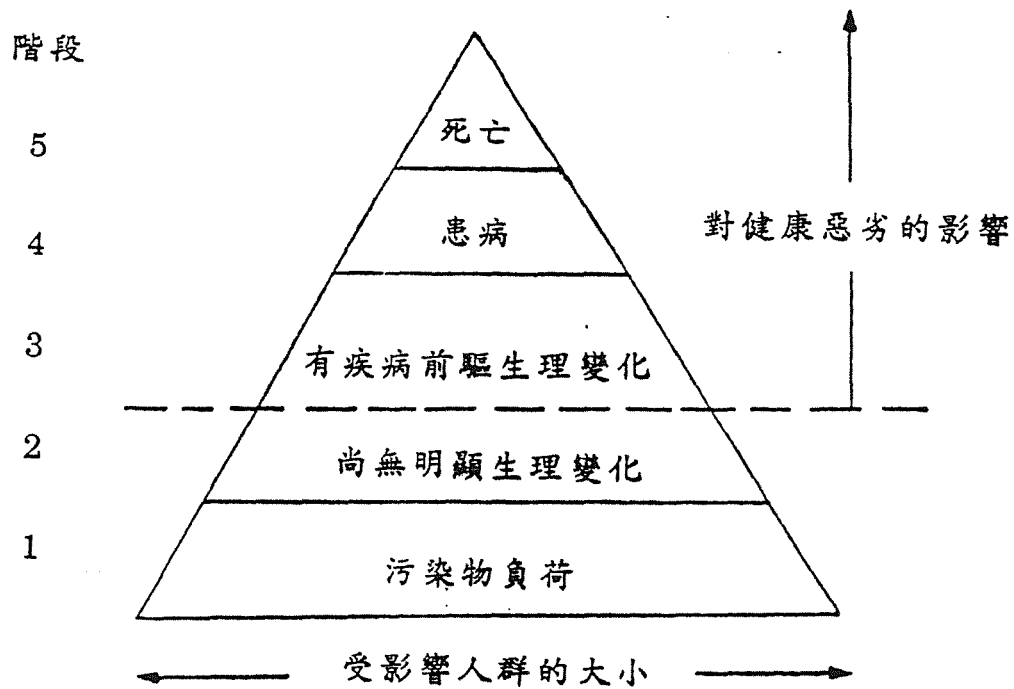 階段
5
死亡
4
患病
對健康惡劣的影響
3
有疾病前驅生理變化
2
尚無明顯生理變化
1
污染物負荷
受影響人群的大小